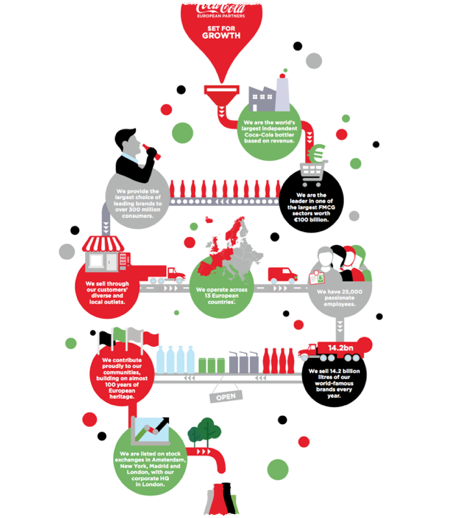 Coca-Cola
EUROPEAN PARTNERS
SET FOR
GROWTH
We are the world's
largest independent
Coca-Cola bottler
based on revenue.
We provide the
largest choice of
leading brands to
over 300 million
consumers.
We are the
leader in one of
the largest FMCG
sectors worth
€100 billion.
We sell through
our customers'
diverse and
local outlets.
We operate across
13 European
countries*.
We have 25,000
passionate
employees.
We contribute
proudly to our
communities,
building on almost
100 years of
European
heritage.
OPEN
14.2bn
We sell 14.2 billion
litres of our
world-famous
brands every
year.
We are listed on stock
exchanges in Amsterdam,
New York, Madrid and
London, with our
corporate HQ
in London.